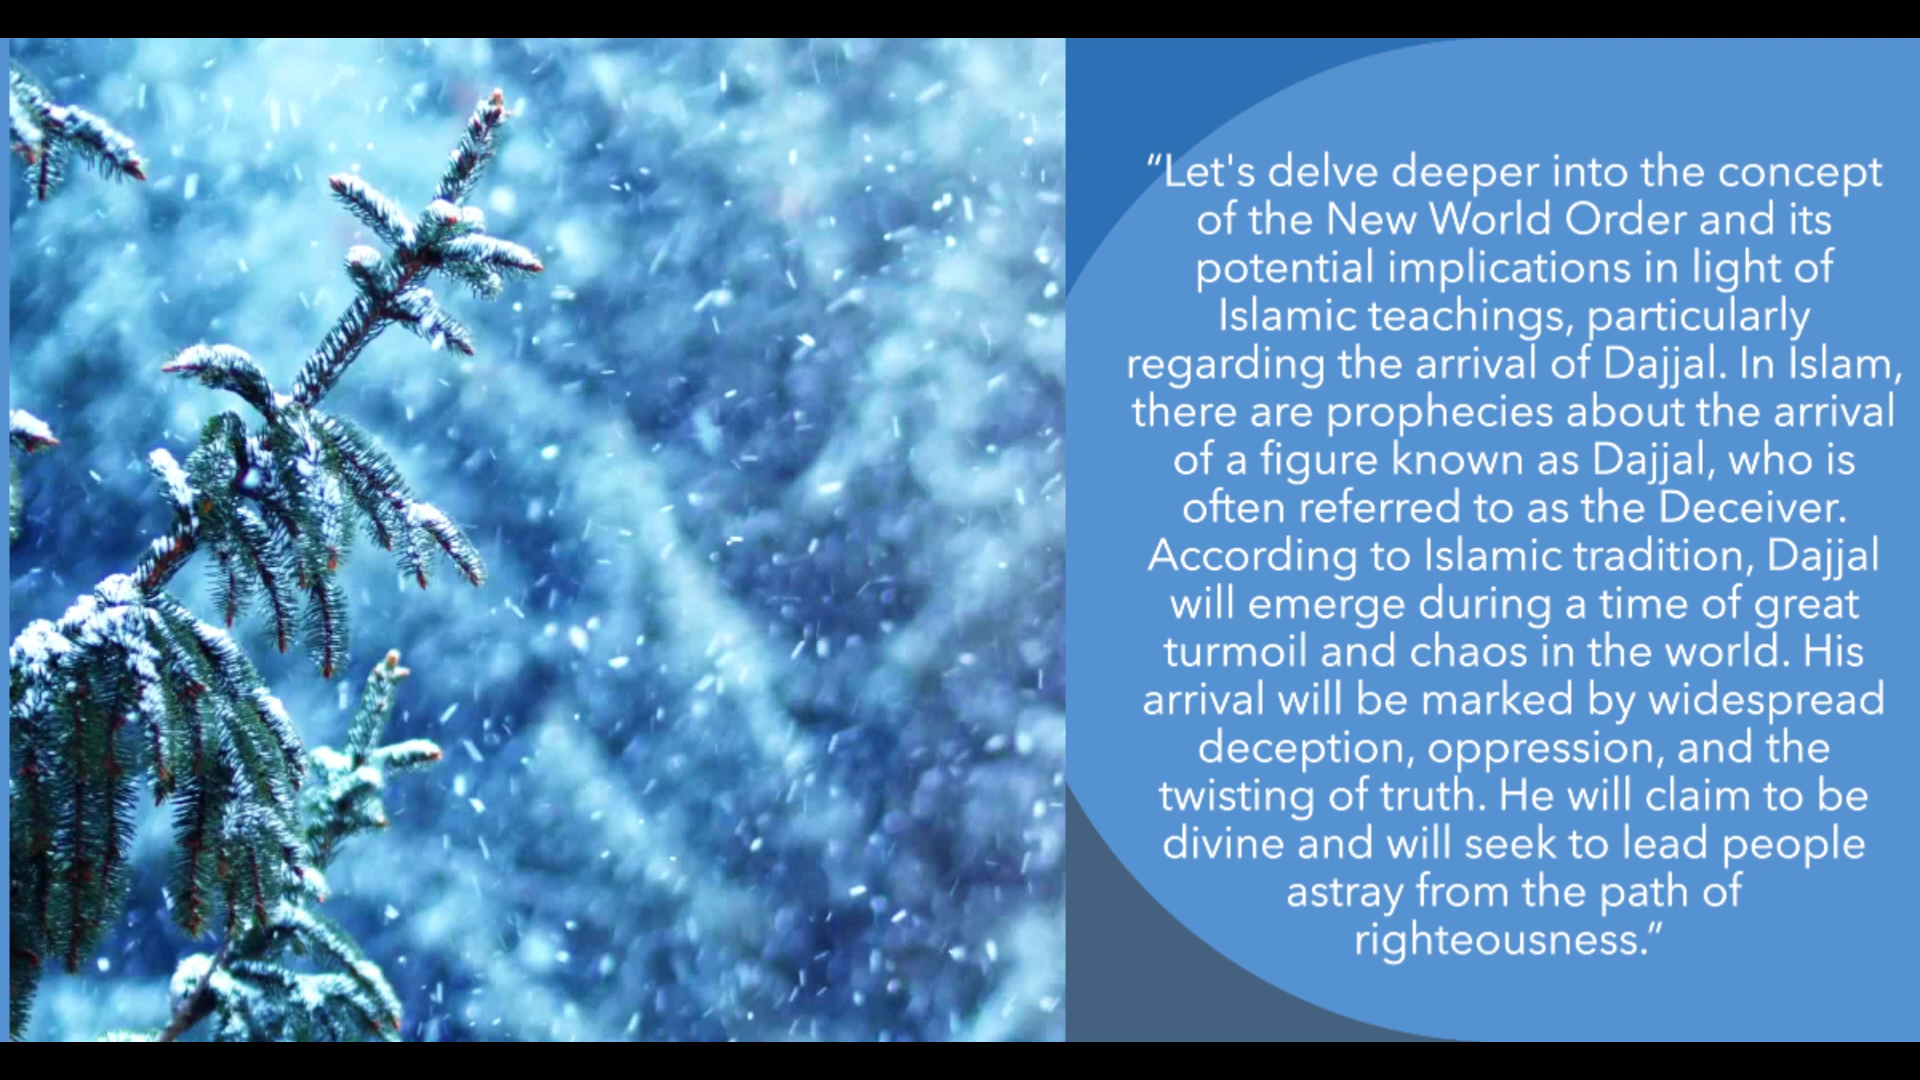 “Let's delve deeper into the concept
of the New World Order and its
potential implications in light of
Islamic teachings, particularly
regarding the arrival of Dajjal. In Islam,
there are prophecies about the arrival
of a figure known as Dajjal, who is
often referred to as the Deceiver.
According to Islamic tradition, Dajjal
will emerge during a time of great
turmoil and chaos in the world. His
arrival will be marked by widespread
deception, oppression, and the
twisting of truth. He will claim to be
divine and will seek to lead people
astray from the path of
righteousness.”